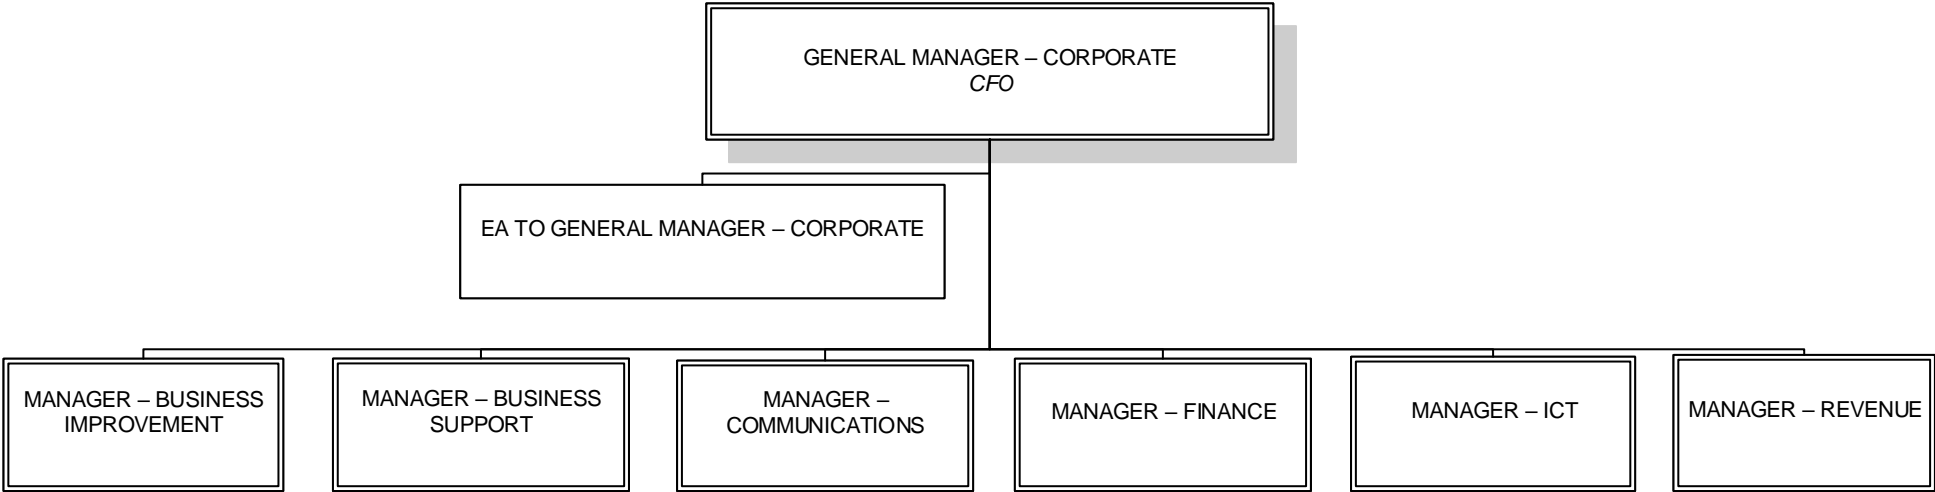 GENERAL MANAGER – CORPORATE
CFO
EA TO GENERAL MANAGER – CORPORATE
MANAGER – BUSINESS
IMPROVEMENT
MANAGER – BUSINESS
SUPPORT
MANAGER –
COMMUNICATIONS
MANAGER – FINANCE
MANAGER – ICT
MANAGER – REVENUE